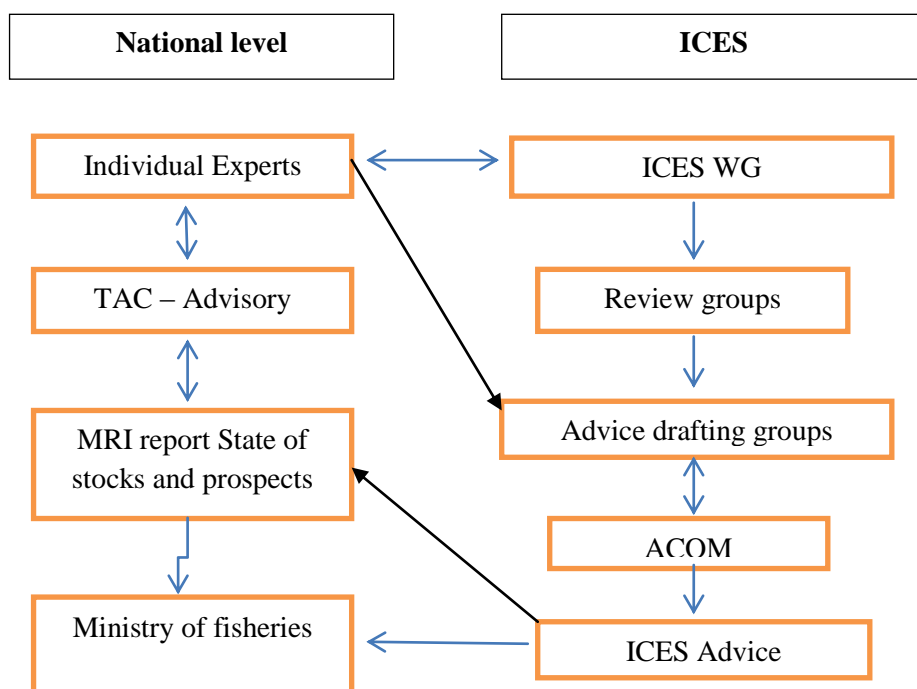 National level
ICES
Individual Experts
ICES WG
TAC – Advisory
Review groups
MRI report State of
stocks and prospects
Advice drafting groups
ACOM
Ministry of fisheries
ICES Advice